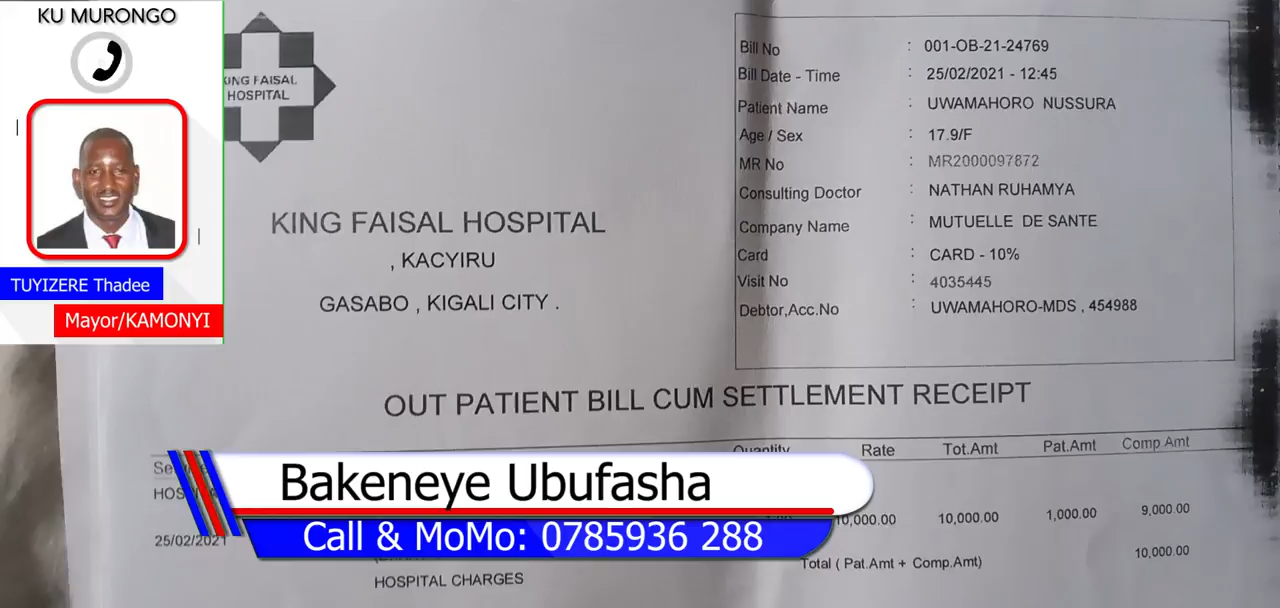 KU MURONGO
TUYIZERE Thadee
Mayor/KAMONYI
KING FAISAL
HOSPITAL
KING FAISAL HOSPITAL
, KACYIRU
GASABO , KIGALI CITY .
Bill No : 001-OB-21-24769
Bill Date - Time : 25/02/2021 - 12:45
Patient Name : UWAMAHORO NUSSURA
Age / Sex : 17.9/F
MR No : MR2000097872
Consulting Doctor : NATHAN RUHAMYA
Company Name : MUTUELLE DE SANTE
Card : CARD - 10%
Visit No : 4035445
Debtor,Acc.No : UWAMAHORO-MDS , 454988
OUT PATIENT BILL CUM SETTLEMENT RECEIPT
Quantity Rate Tot.Amt Pat.Amt Comp.Amt
10,000.00 10,000.00 1,000.00 9,000.00
25/02/2021
Total ( Pat.Amt + Comp.Amt) 10,000.00
HOSPITAL CHARGES
Bakeneye Ubufasha
Call & MoMo: 0785936 288